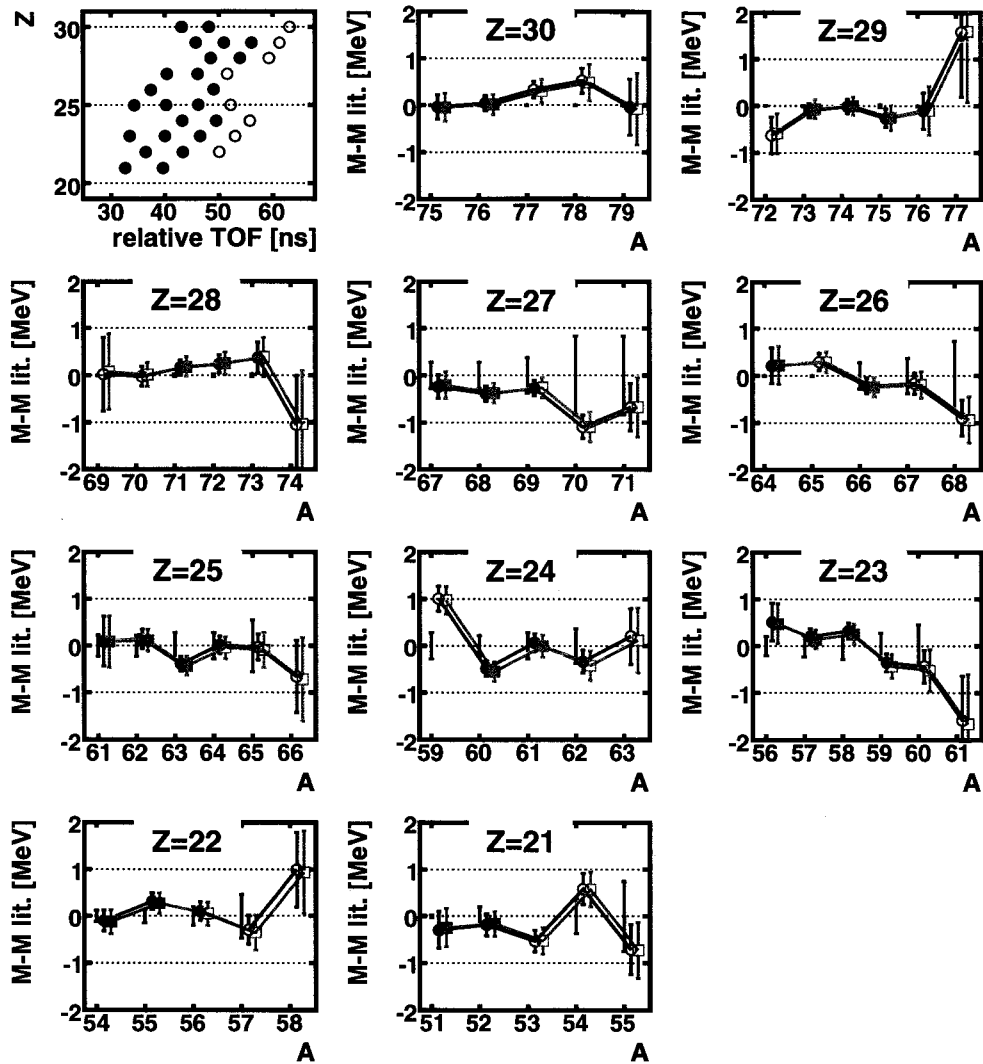 Z
30
25
20
30 40 50 60
relative TOF [ns]
M-M lit. [MeV]
2
1
0
-1
-2
Z=30
75 76 77 78 79
A
M-M lit. [MeV]
2
1
0
-1
-2
Z=29
72 73 74 75 76 77
A
M-M lit. [MeV]
2
1
0
-1
-2
Z=28
69 70 71 72 73 74
A
M-M lit. [MeV]
2
1
0
-1
-2
Z=27
67 68 69 70 71
A
M-M lit. [MeV]
2
1
0
-1
-2
Z=26
64 65 66 67 68
A
M-M lit. [MeV]
2
1
0
-1
-2
Z=25
61 62 63 64 65 66
A
M-M lit. [MeV]
2
1
0
-1
-2
Z=24
59 60 61 62 63
A
M-M lit. [MeV]
2
1
0
-1
-2
Z=23
56 57 58 59 60 61
A
M-M lit. [MeV]
2
1
0
-1
-2
Z=22
54 55 56 57 58
A
M-M lit. [MeV]
2
1
0
-1
-2
Z=21
51 52 53 54 55
A